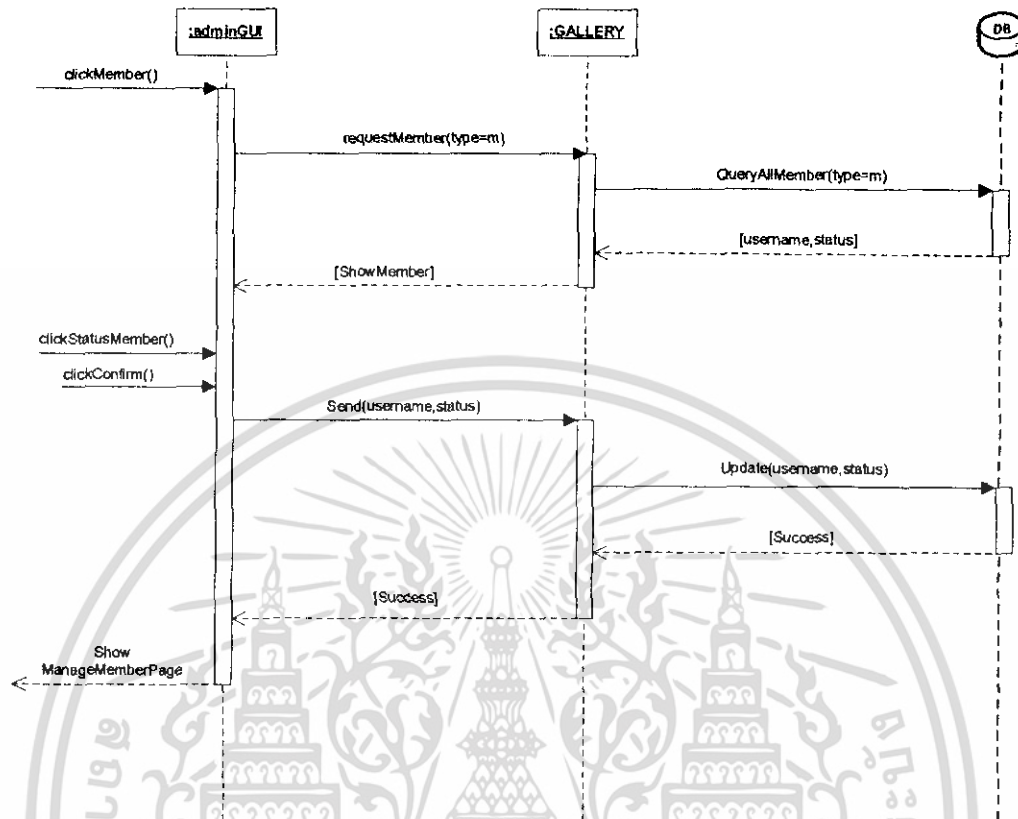 :adminGUI
:GALLERY
DB
clickMember()
requestMember(type=m)
QueryAllMember(type=m)
[username,status]
[ShowMember]
clickStatusMember()
clickConfirm()
Send(username,status)
Update(username,status)
[Success]
[Success]
Show
ManageMemberPage